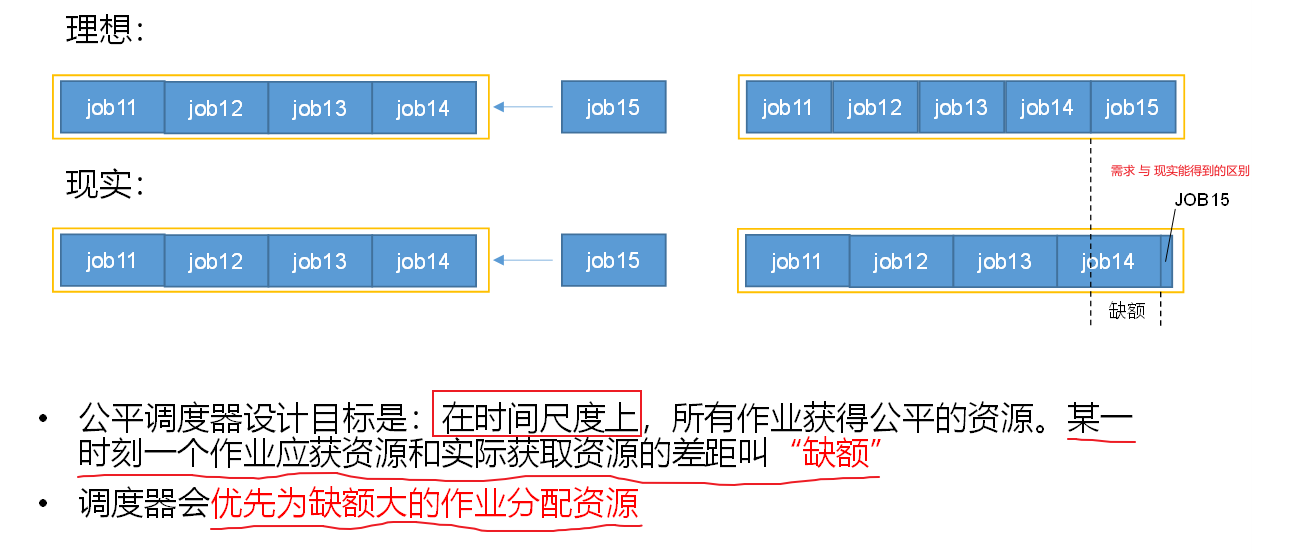 理想：
job11 job12 job13 job14 job15 job11 job12 job13 job14 job15
需求 与 现实能得到的区别
现实：
JOB15
job11 job12 job13 job14 job15 job11 job12 job13 job14
缺额
• 公平调度器设计目标是：在时间尺度上，所有作业获得公平的资源。某一
时刻一个作业应获资源和实际获取资源的差距叫“缺额”
• 调度器会优先为缺额大的作业分配资源